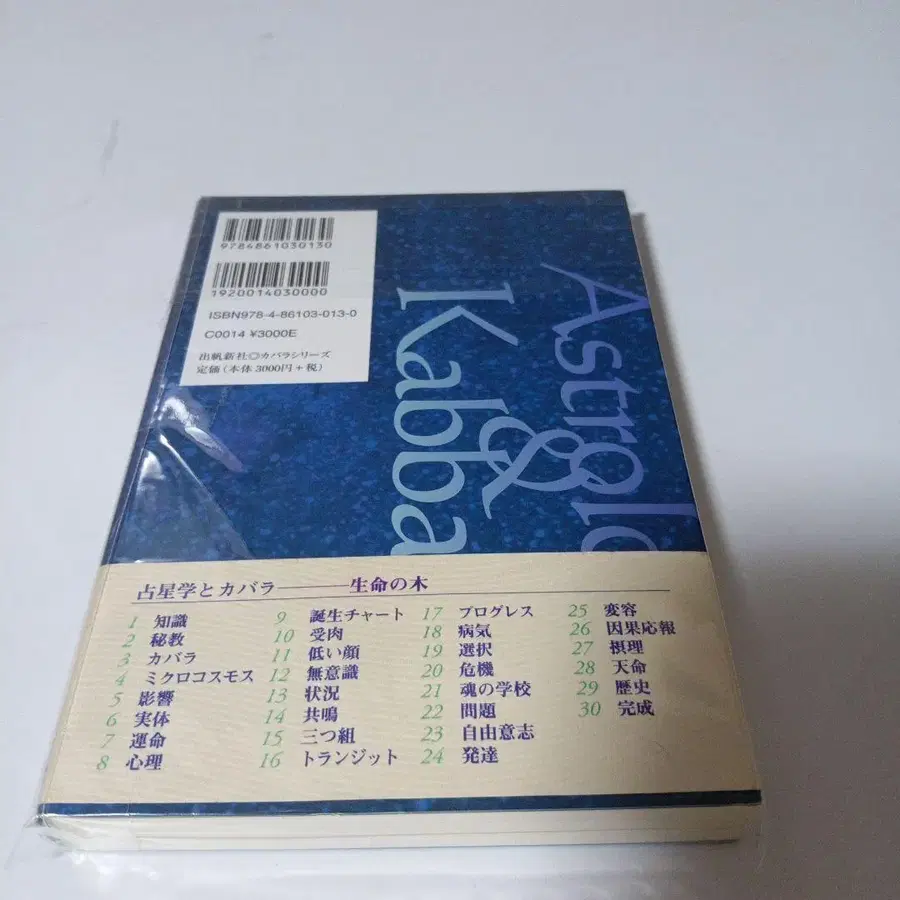 9784861030130
1920014030000
ISBN978-4-86103-013-0
C0014 ¥3000E
出帆新社◎カバラシリーズ
定価(本体3000円+税)
Astrolo
&
Kabba
占星学とカバラ―――生命の木
1 知識
2 秘教
3 カバラ
4 ミクロコスモス
5 影響
6 実体
7 運命
8 心理
9 誕生チャート
10 受肉
11 低い顔
12 無意識
13 状況
14 共鳴
15 三つ組
16 トランジット
17 プログレス
18 病気
19 選択
20 危機
21 魂の学校
22 問題
23 自由意志
24 発達
25 変容
26 因果応報
27 摂理
28 天命
29 歴史
30 完成